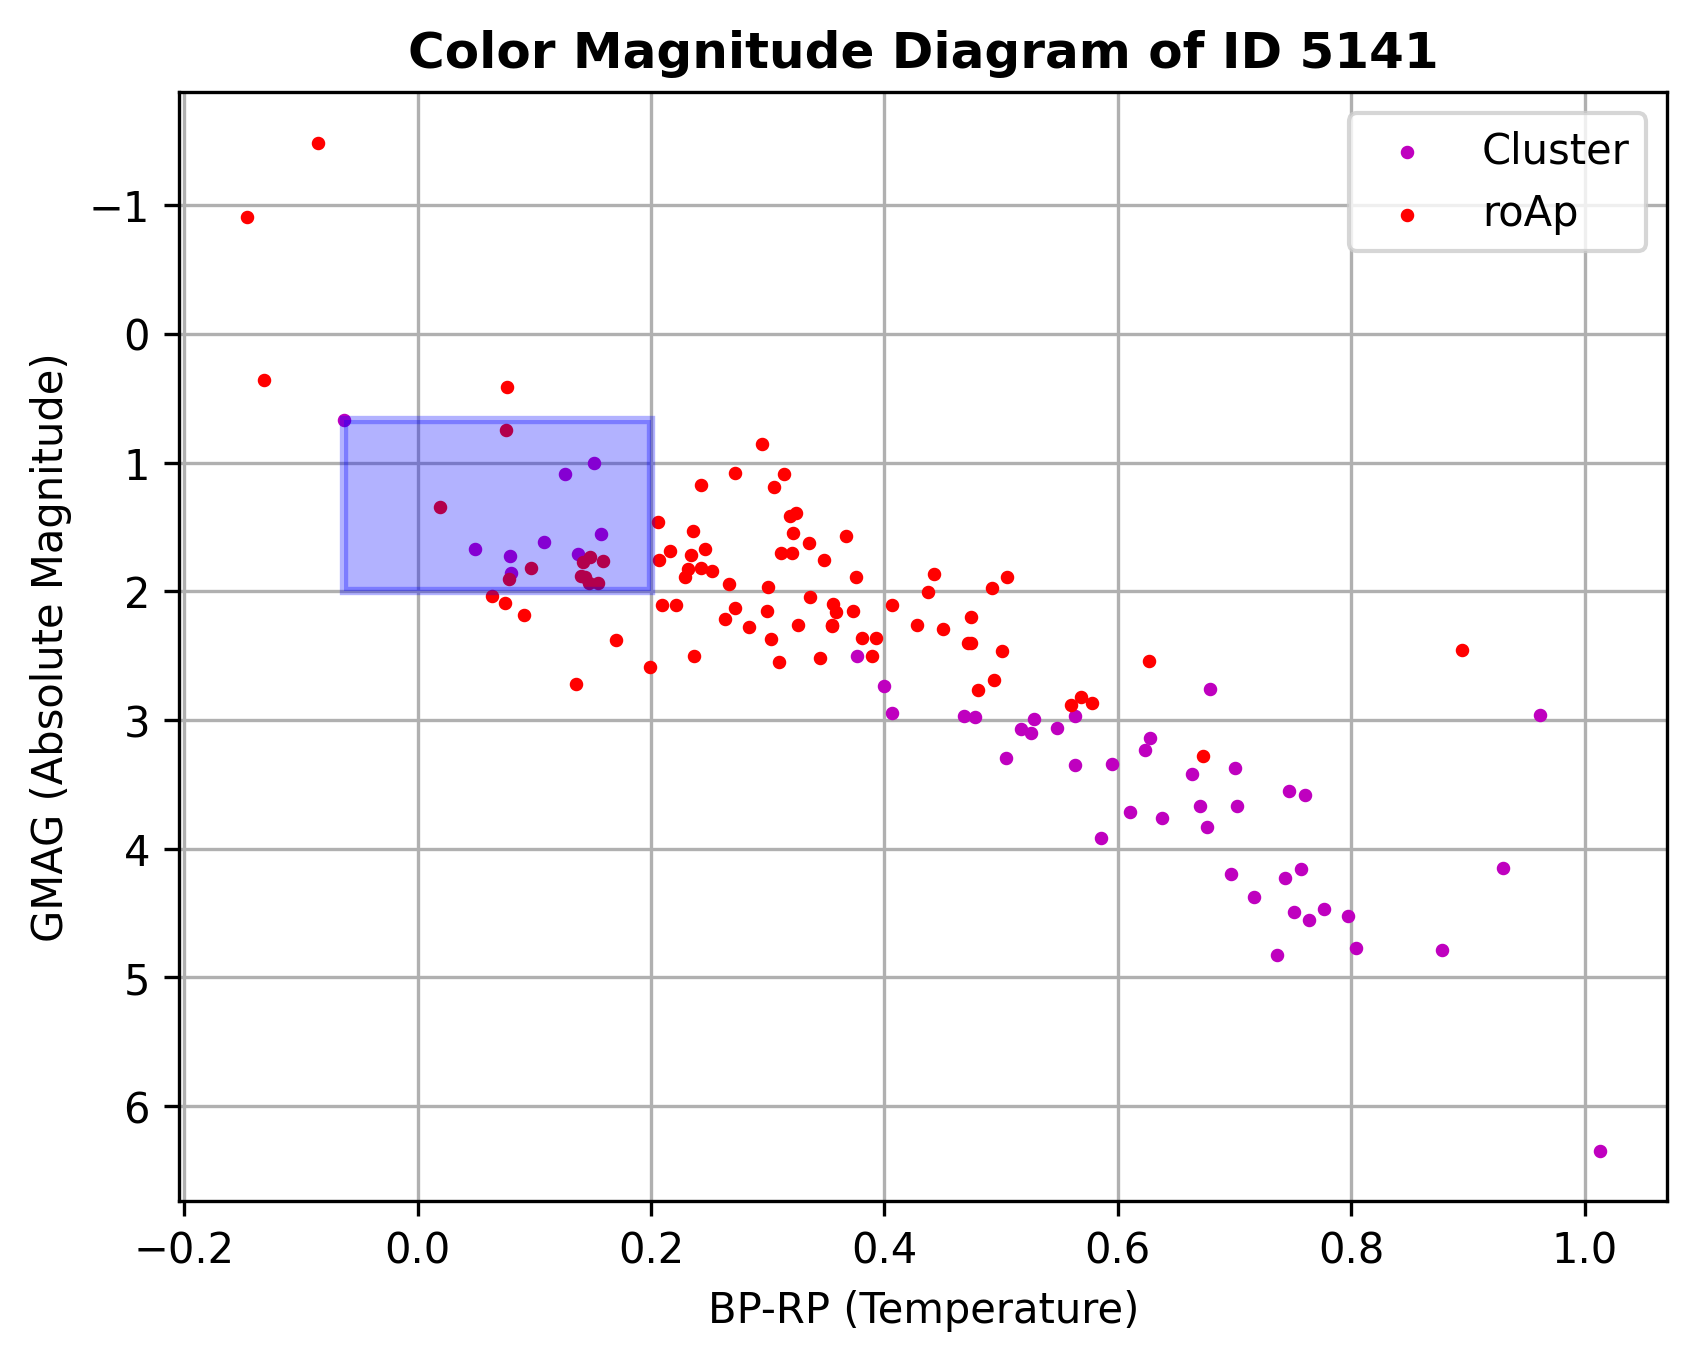 Color Magnitude Diagram of ID 5141
Cluster
roAp
−1
0
1
2
3
4
5
6
GMAG (Absolute Magnitude)
−0.2 0.0 0.2 0.4 0.6 0.8 1.0
BP-RP (Temperature)